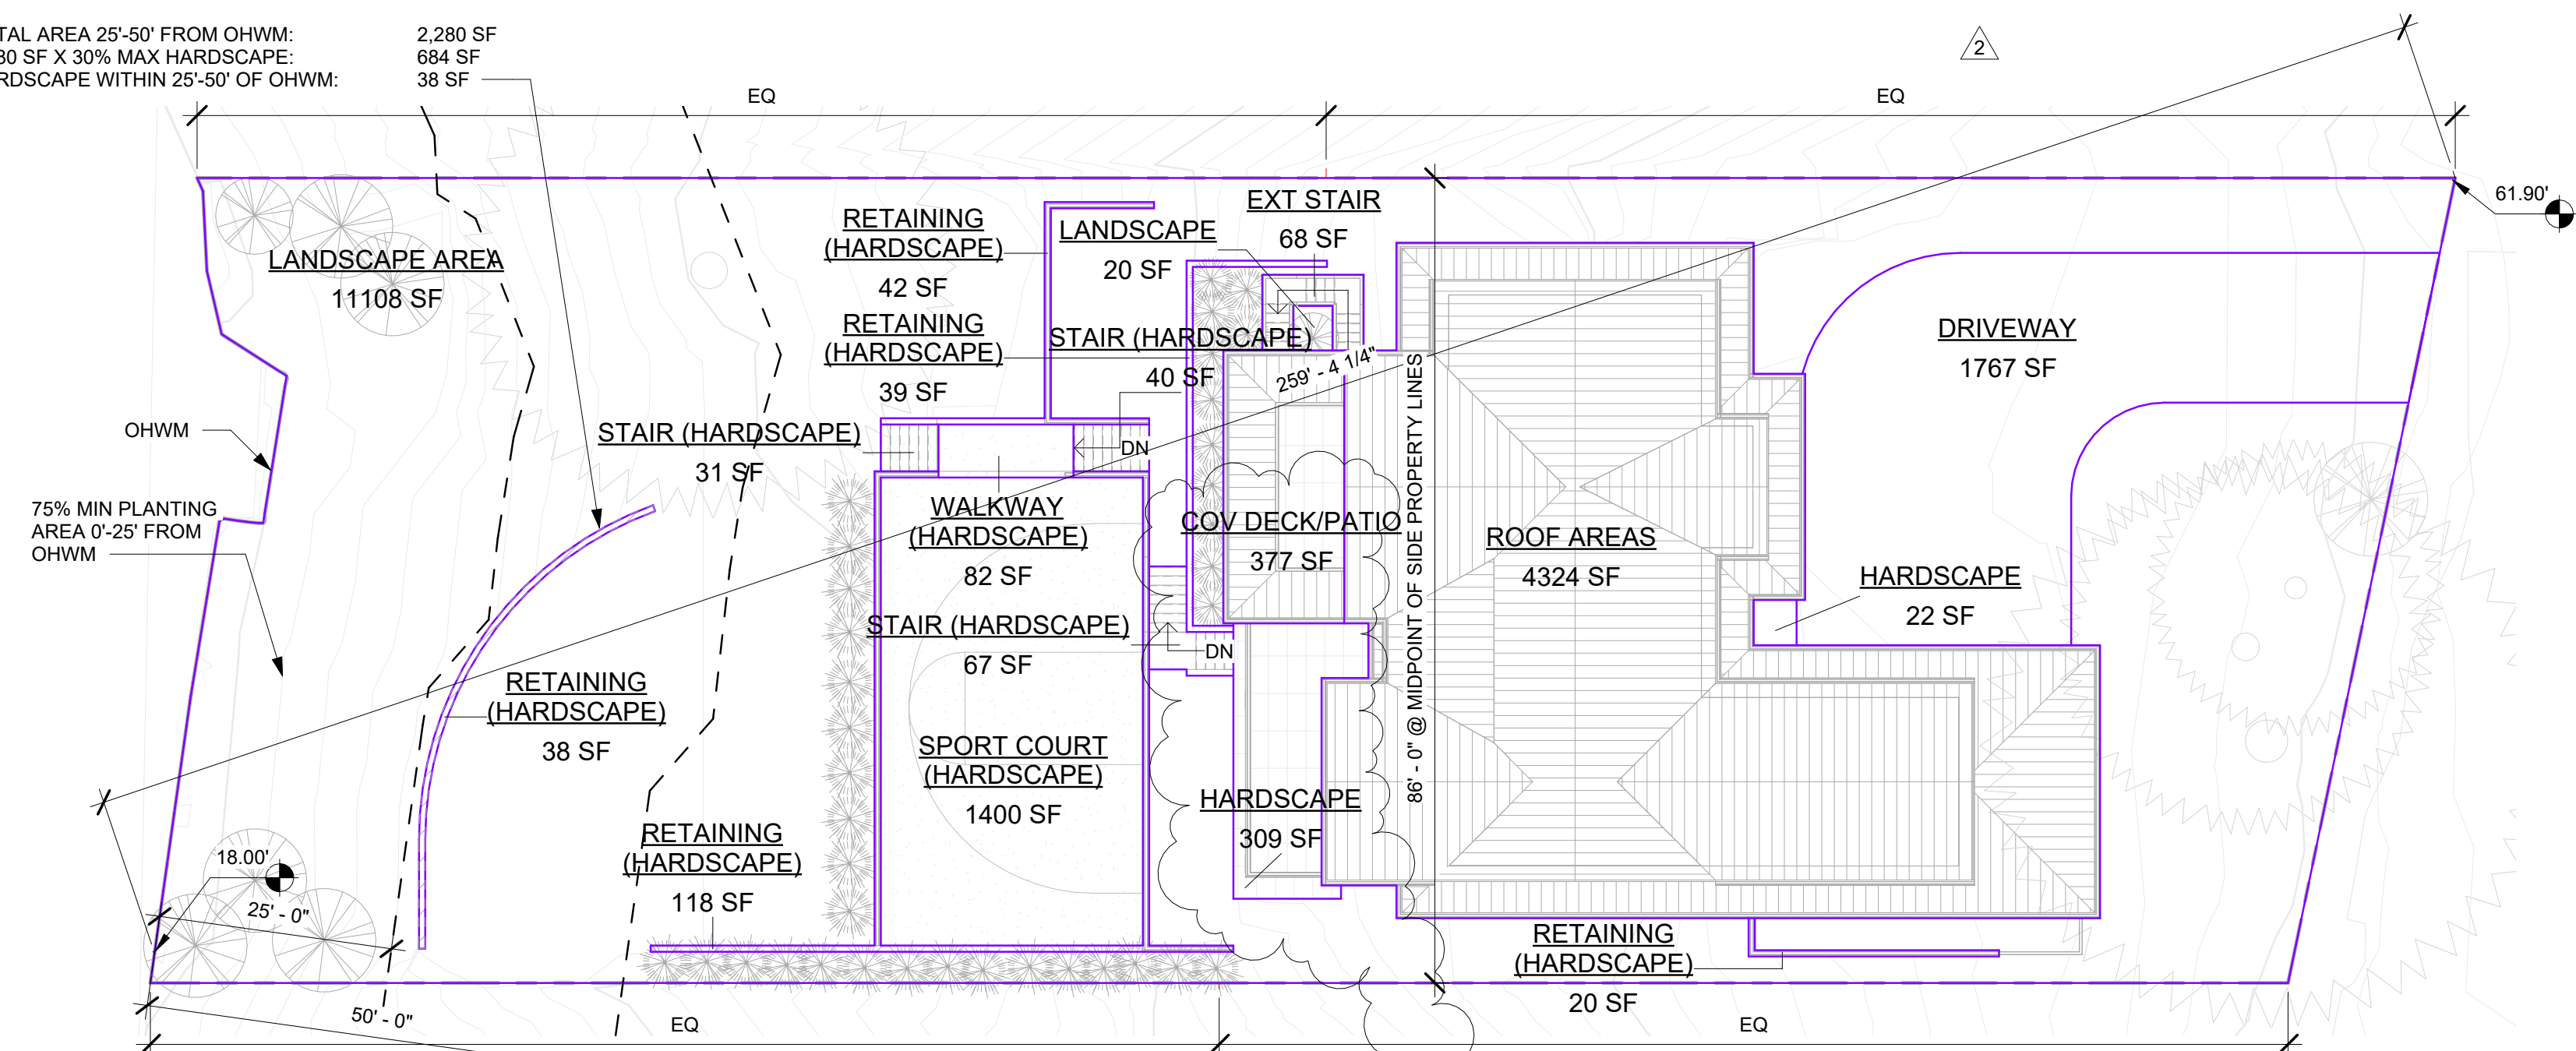 TAL AREA 25'-50' FROM OHWM: 2,280 SF
30 SF X 30% MAX HARDSCAPE: 684 SF
RDSCAPE WITHIN 25'-50' OF OHWM: 38 SF
2
EQ
EQ
61.90'
EXT STAIR
68 SF
RETAINING
(HARDSCAPE)
42 SF
LANDSCAPE
20 SF
LANDSCAPE AREA
11108 SF
RETAINING
(HARDSCAPE)
39 SF
STAIR (HARDSCAPE)
40 SF
259' - 4 1/4"
DRIVEWAY
1767 SF
OHWM
STAIR (HARDSCAPE)
31 SF
DN
75% MIN PLANTING
AREA 0'-25' FROM
OHWM
WALKWAY
(HARDSCAPE)
82 SF
COV DECK/PATIO
377 SF
86' - 0" @ MIDPOINT OF SIDE PROPERTY LINES
ROOF AREAS
4324 SF
HARDSCAPE
22 SF
STAIR (HARDSCAPE)
67 SF
DN
RETAINING
(HARDSCAPE)
38 SF
SPORT COURT
(HARDSCAPE)
1400 SF
HARDSCAPE
309 SF
RETAINING
(HARDSCAPE)
118 SF
18.00'
25' - 0"
RETAINING
(HARDSCAPE)
20 SF
50' - 0"
EQ
EQ